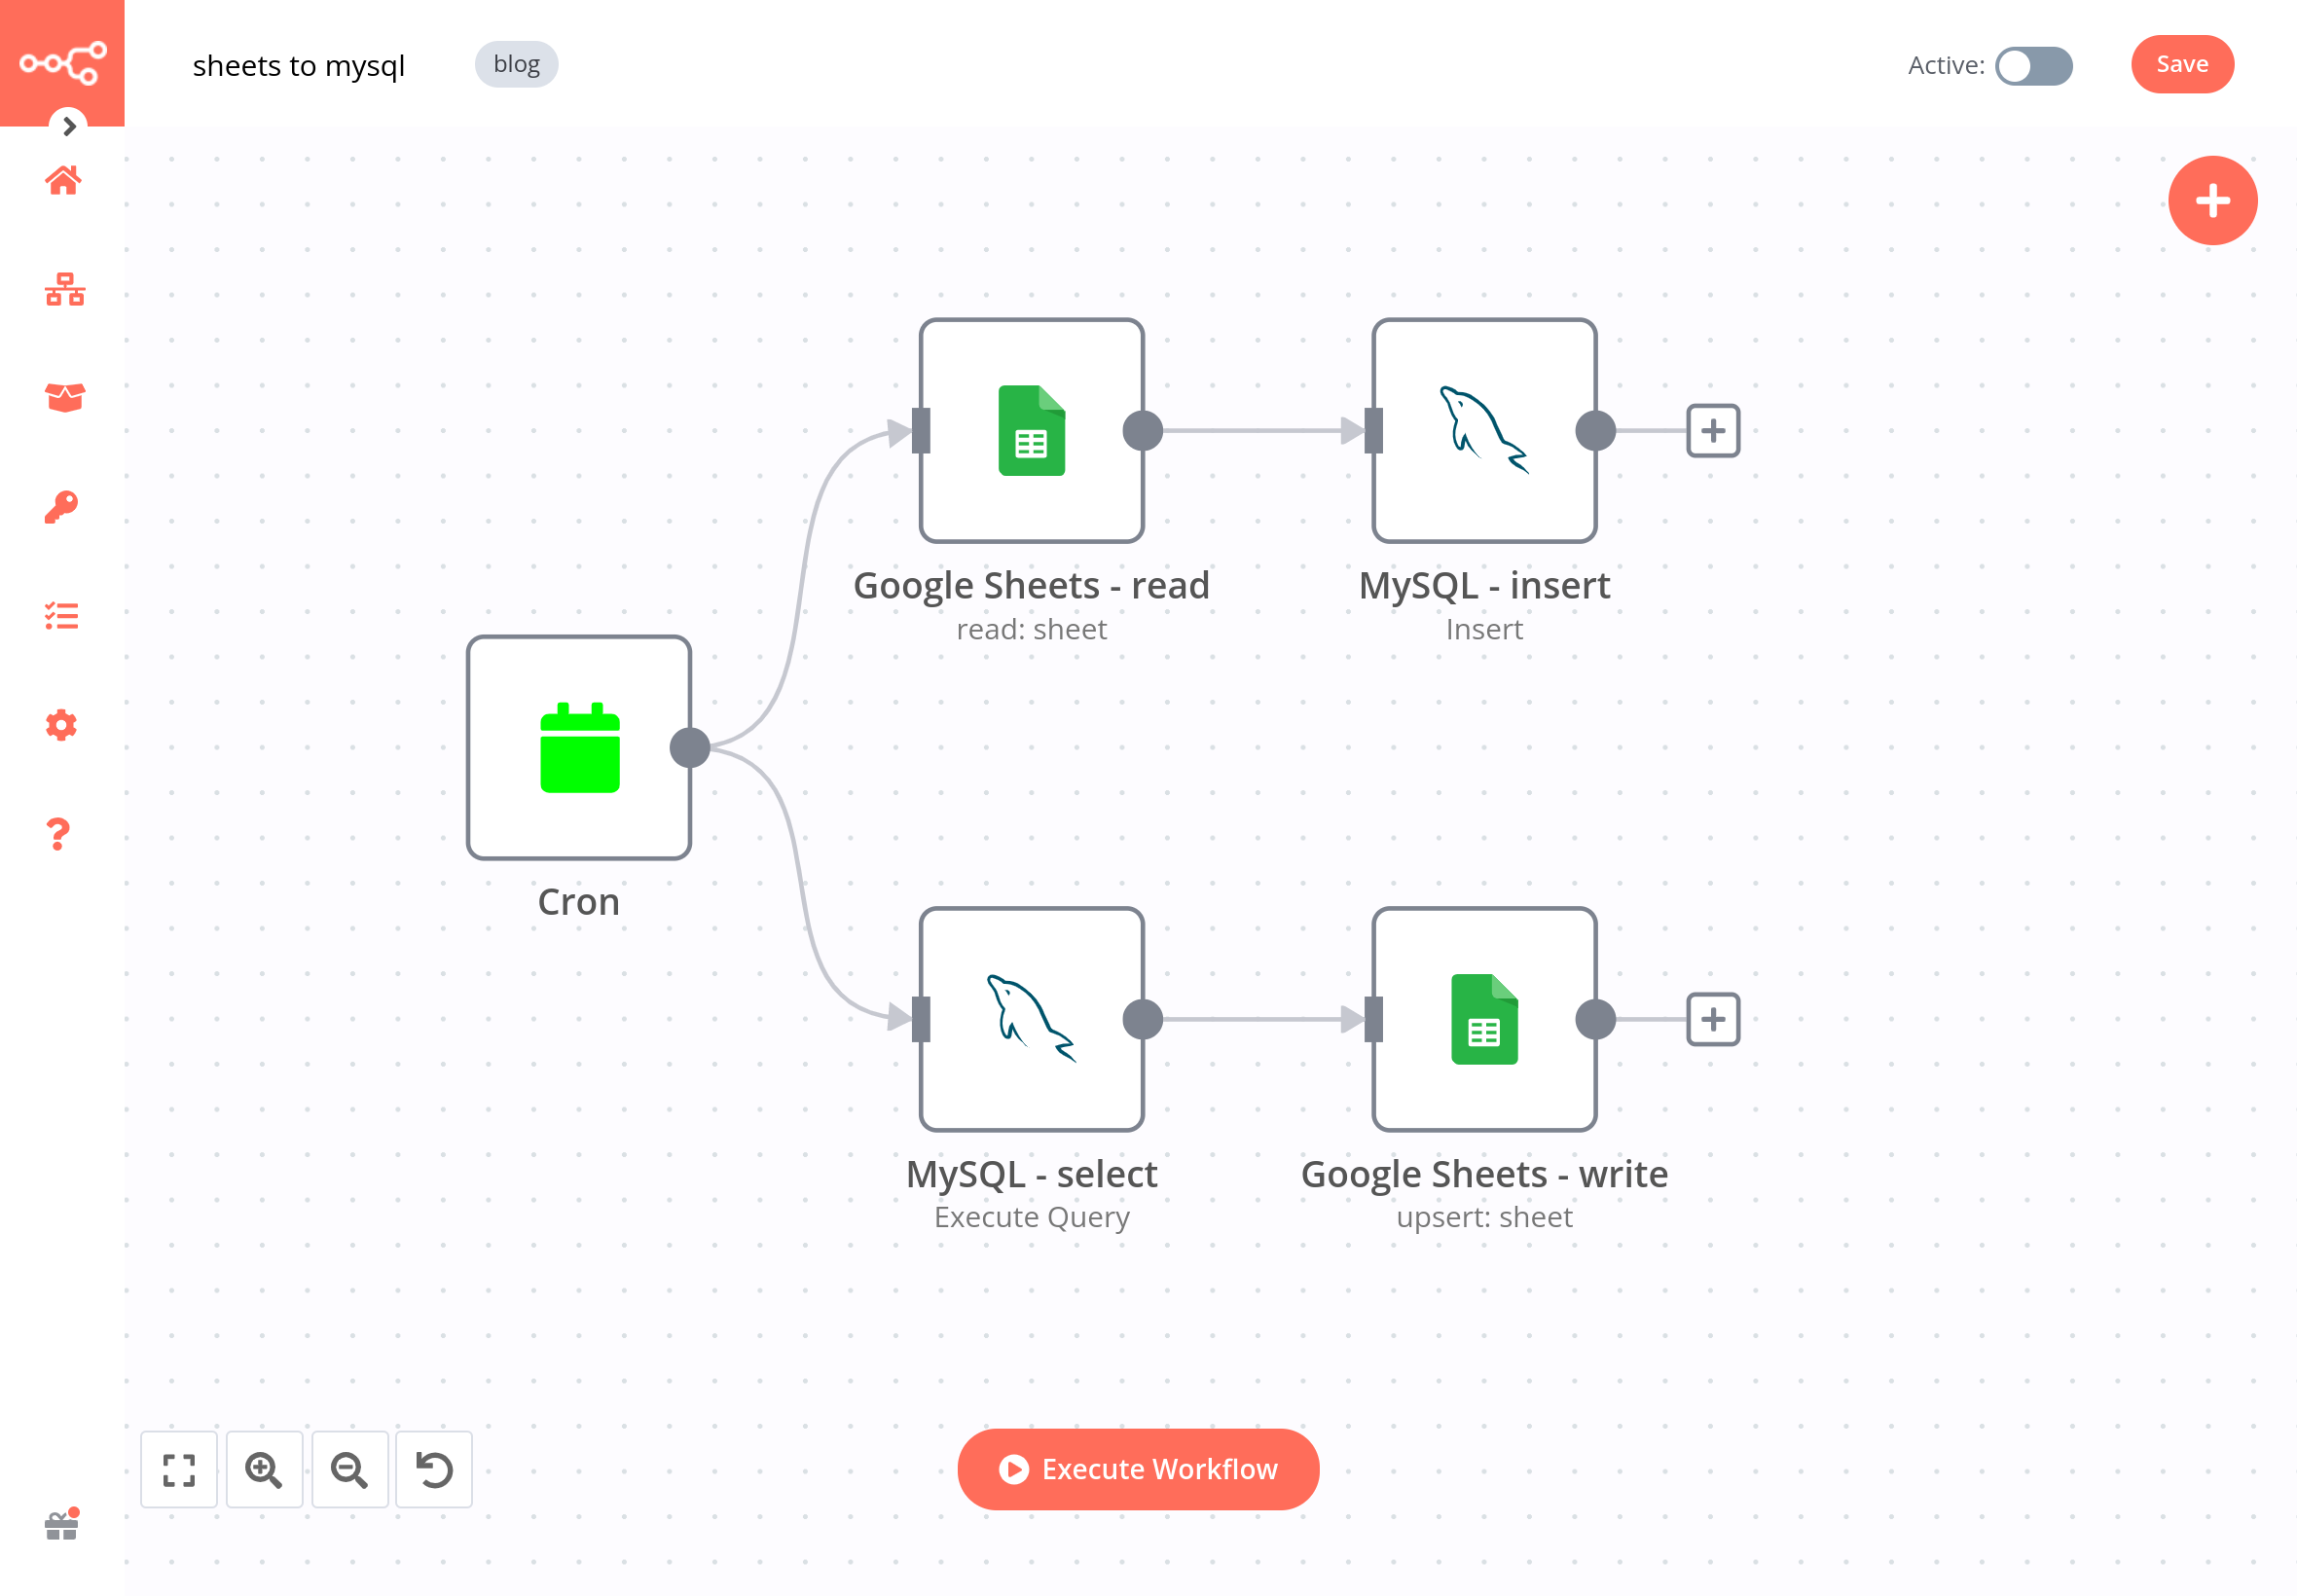 sheets to mysql
blog
Active:
Save
Google Sheets - read
read: sheet
MySQL - insert
Insert
Cron
MySQL - select
Execute Query
Google Sheets - write
upsert: sheet
Execute Workflow